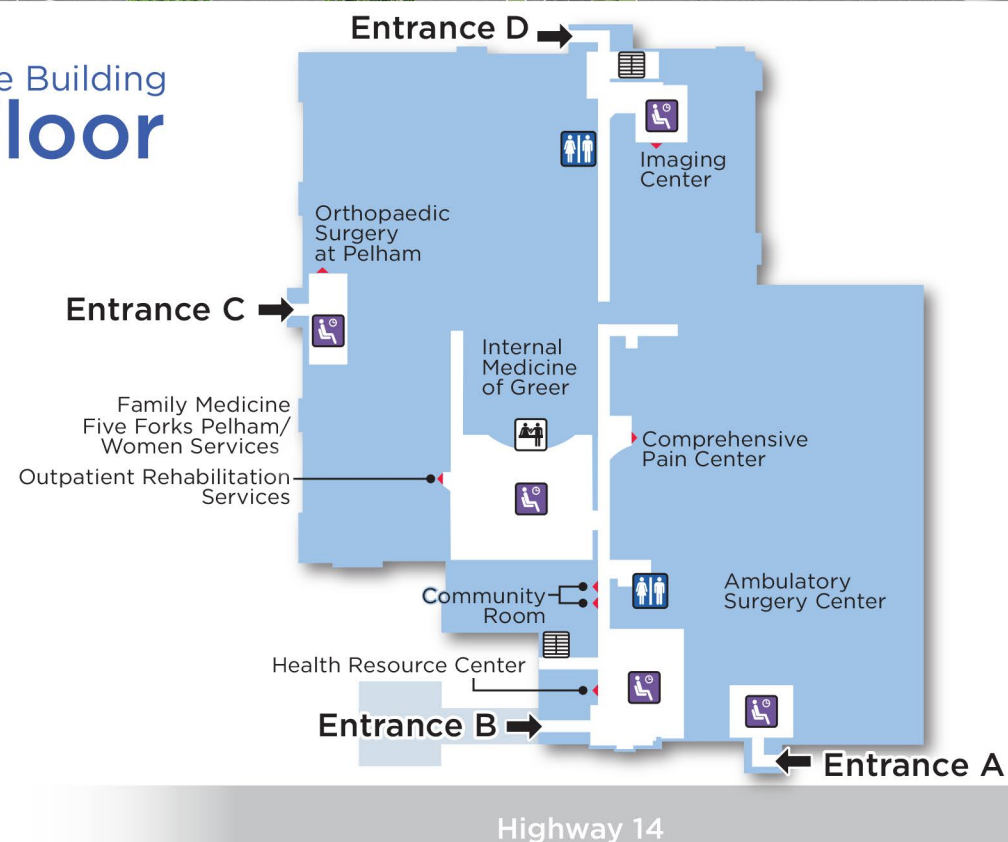 Entrance D
e Building
loor
Imaging
Center
Orthopaedic
Surgery
at Pelham
Entrance C
Internal
Medicine
of Greer
Family Medicine
Five Forks Pelham/
Women Services
Comprehensive
Pain Center
Outpatient Rehabilitation
Services
Ambulatory
Surgery Center
Community
Room
Health Resource Center
Entrance B
Entrance A
Highway 14